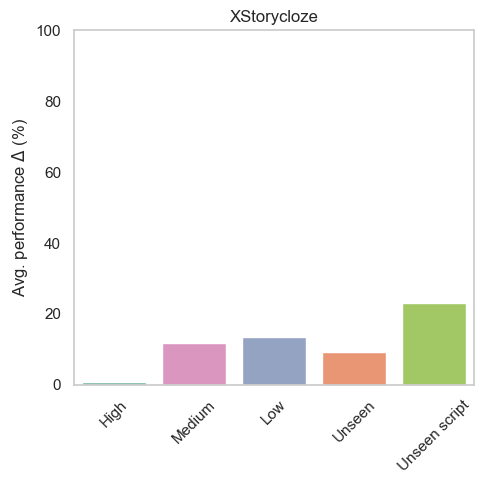 XStorycloze
Avg. performance Δ (%)
100
80
60
40
20
0
High
Medium
Low
Unseen
Unseen script